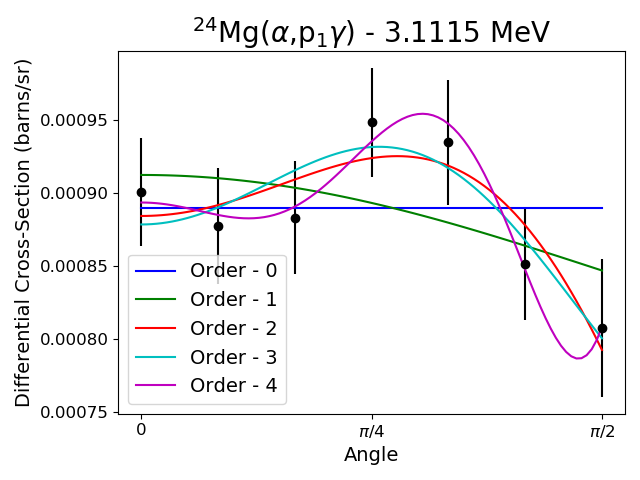 ²⁴Mg(α,p₁γ) - 3.1115 MeV
Differential Cross-Section (barns/sr)
0.00095
0.00090
0.00085
0.00080
0.00075
Order - 0
Order - 1
Order - 2
Order - 3
Order - 4
0
π/4
π/2
Angle